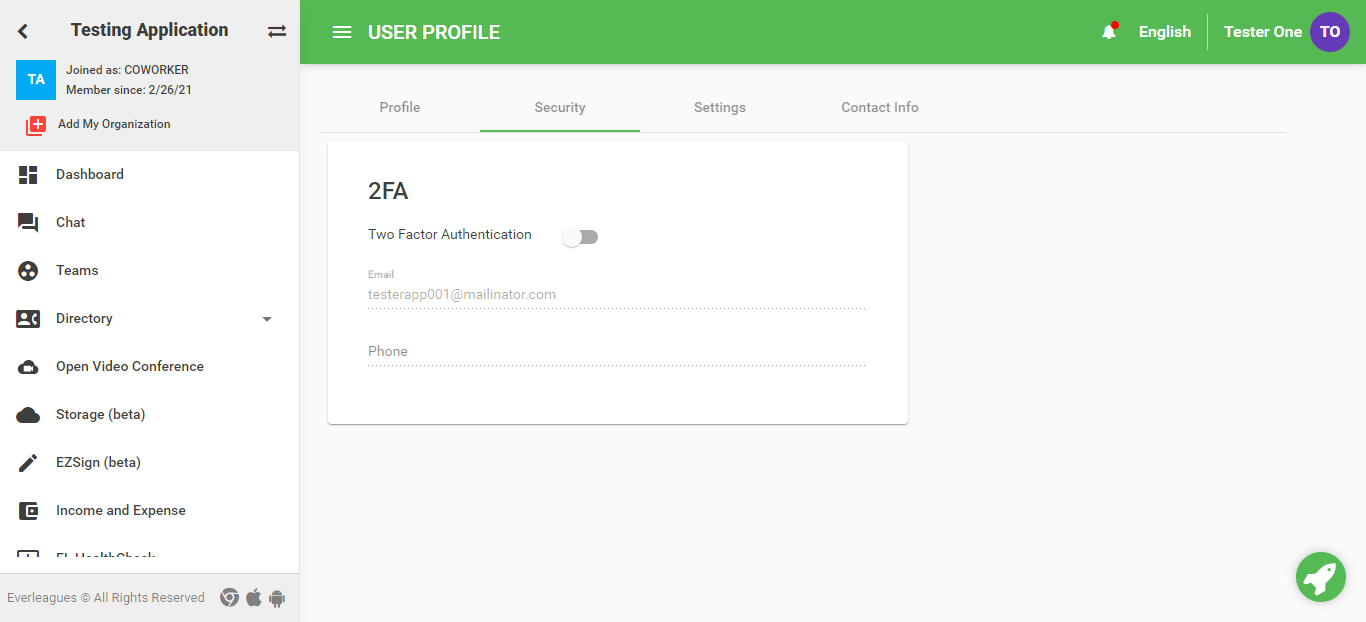 Testing Application
TA
Joined as: COWORKER
Member since: 2/26/21
Add My Organization
Dashboard
Chat
Teams
Directory
Open Video Conference
Storage (beta)
EZSign (beta)
Income and Expense
EL HealthCheck
Everleagues © All Rights Reserved
USER PROFILE
English
Tester One
TO
Profile
Security
Settings
Contact Info
2FA
Two Factor Authentication
Email
testerapp001@mailinator.com
Phone